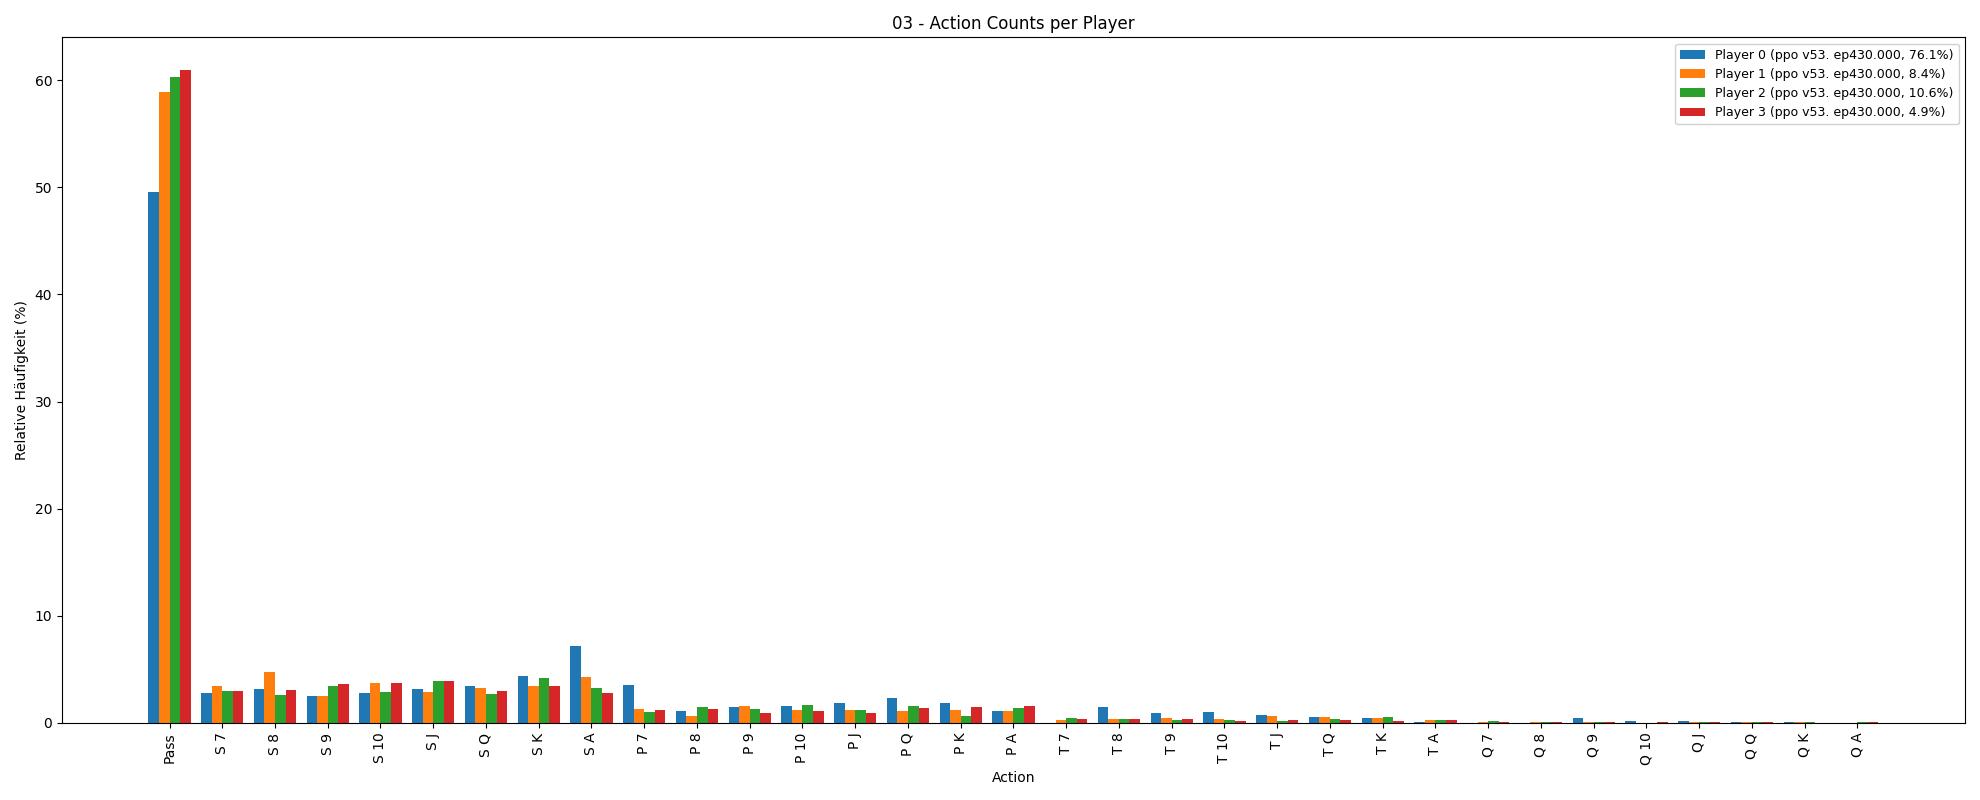 03 - Action Counts per Player
Player 0 (ppo v53. ep430.000, 76.1%)
Player 1 (ppo v53. ep430.000, 8.4%)
Player 2 (ppo v53. ep430.000, 10.6%)
Player 3 (ppo v53. ep430.000, 4.9%)
Relative Häufigkeit (%)
60
50
40
30
20
10
0
Pass
S 7
S 8
S 9
S 10
S J
S Q
S K
S A
P 7
P 8
P 9
P 10
P J
P Q
P K
P A
T 7
T 8
T 9
T 10
T J
T Q
T K
T A
Q 7
Q 8
Q 9
Q 10
Q J
Q Q
Q K
Q A
Action